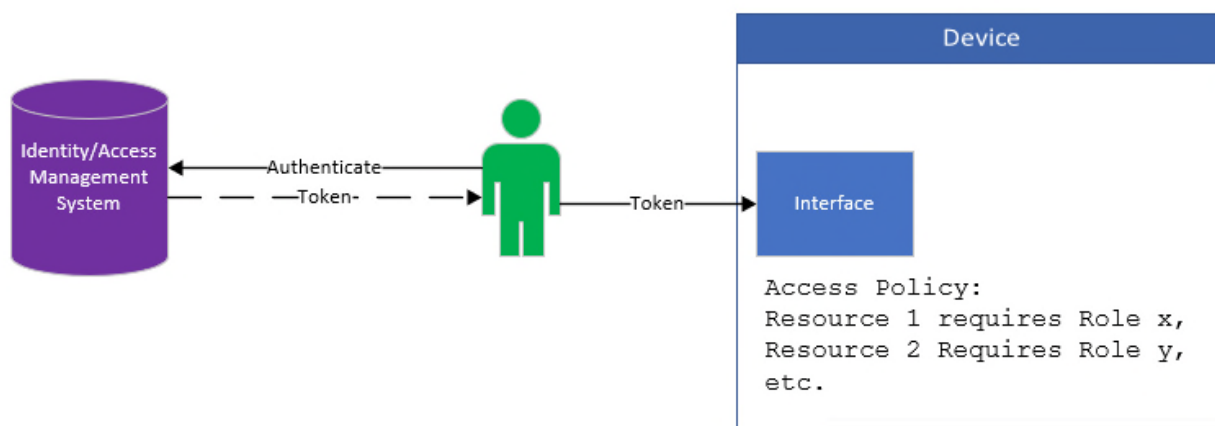 Device
Identity/Access
Management
System
Authenticate
Token-
Token
Interface
Access Policy:
Resource 1 requires Role x,
Resource 2 Requires Role y,
etc.